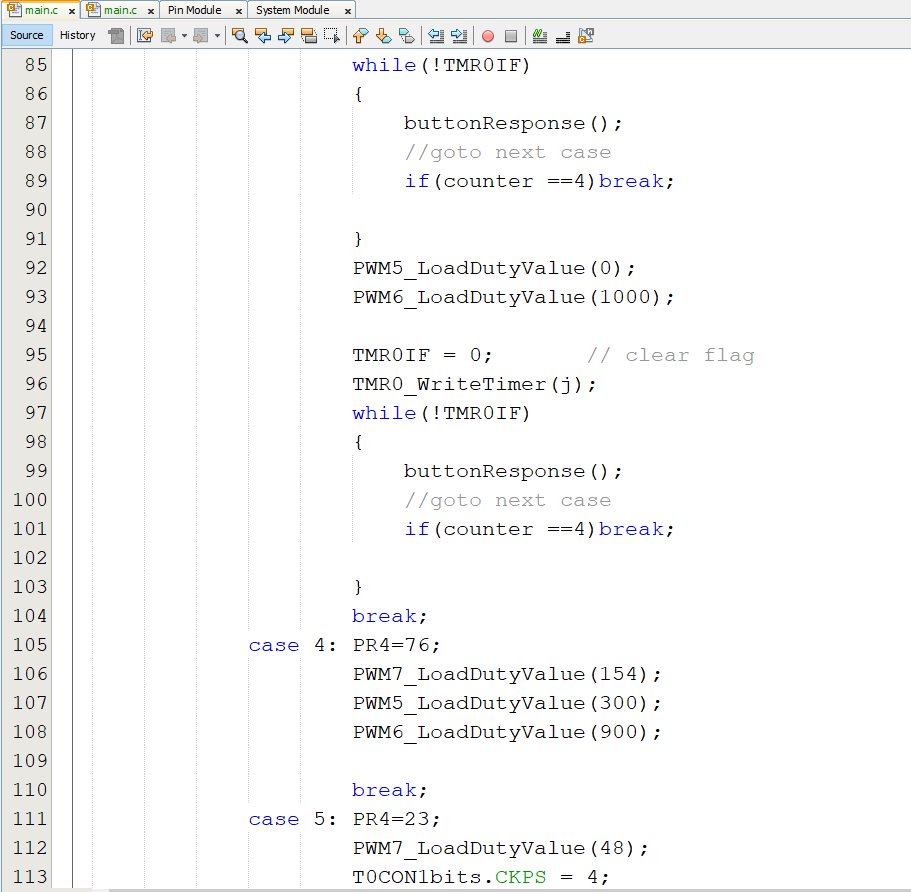 main.c × main.c × Pin Module × System Module ×
Source History
85 while(!TMR0IF)
86 {
87 buttonResponse();
88 //goto next case
89 if(counter ==4)break;
90
91 }
92 PWM5_LoadDutyValue(0);
93 PWM6_LoadDutyValue(1000);
94
95 TMR0IF = 0; // clear flag
96 TMR0_WriteTimer(j);
97 while(!TMR0IF)
98 {
99 buttonResponse();
100 //goto next case
101 if(counter ==4)break;
102
103 }
104 break;
105 case 4: PR4=76;
106 PWM7_LoadDutyValue(154);
107 PWM5_LoadDutyValue(300);
108 PWM6_LoadDutyValue(900);
109
110 break;
111 case 5: PR4=23;
112 PWM7_LoadDutyValue(48);
113 T0CON1bits.CKPS = 4;